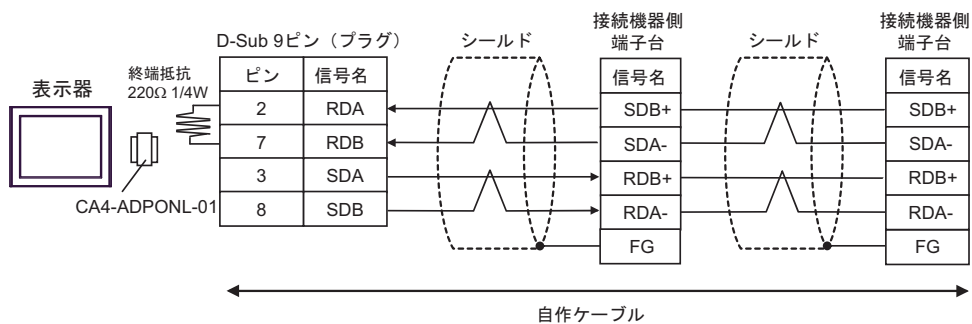 接続機器側
端子台
接続機器側
端子台
D-Sub 9ピン（プラグ）
シールド
シールド
表示器
終端抵抗
220Ω 1/4W
CA4-ADPONL-01
ピン 信号名
2 RDA
7 RDB
3 SDA
8 SDB
信号名
SDB+
SDA-
RDB+
RDA-
FG
信号名
SDB+
SDA-
RDB+
RDA-
FG
自作ケーブル